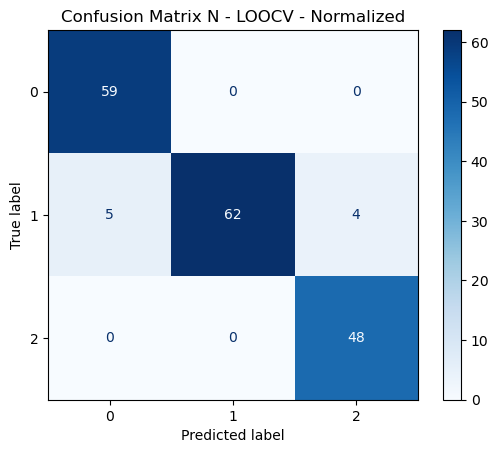 Confusion Matrix N - LOOCV - Normalized
True label
0 59 0 0
1 5 62 4
2 0 0 48
0 1 2
Predicted label
60
50
40
30
20
10
0